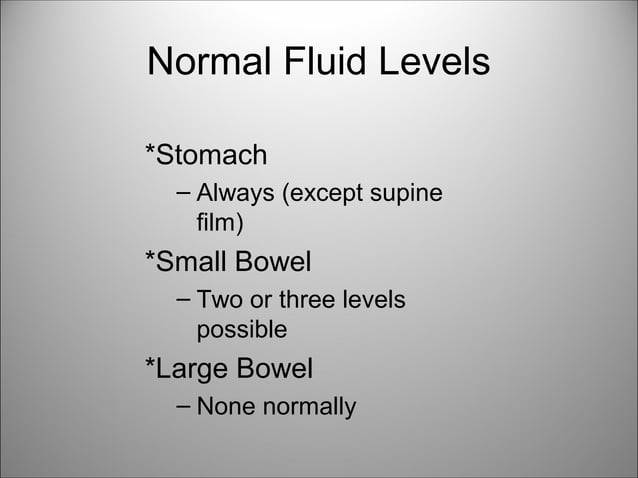 Normal Fluid Levels
*Stomach
– Always (except supine
film)
*Small Bowel
– Two or three levels
possible
*Large Bowel
– None normally